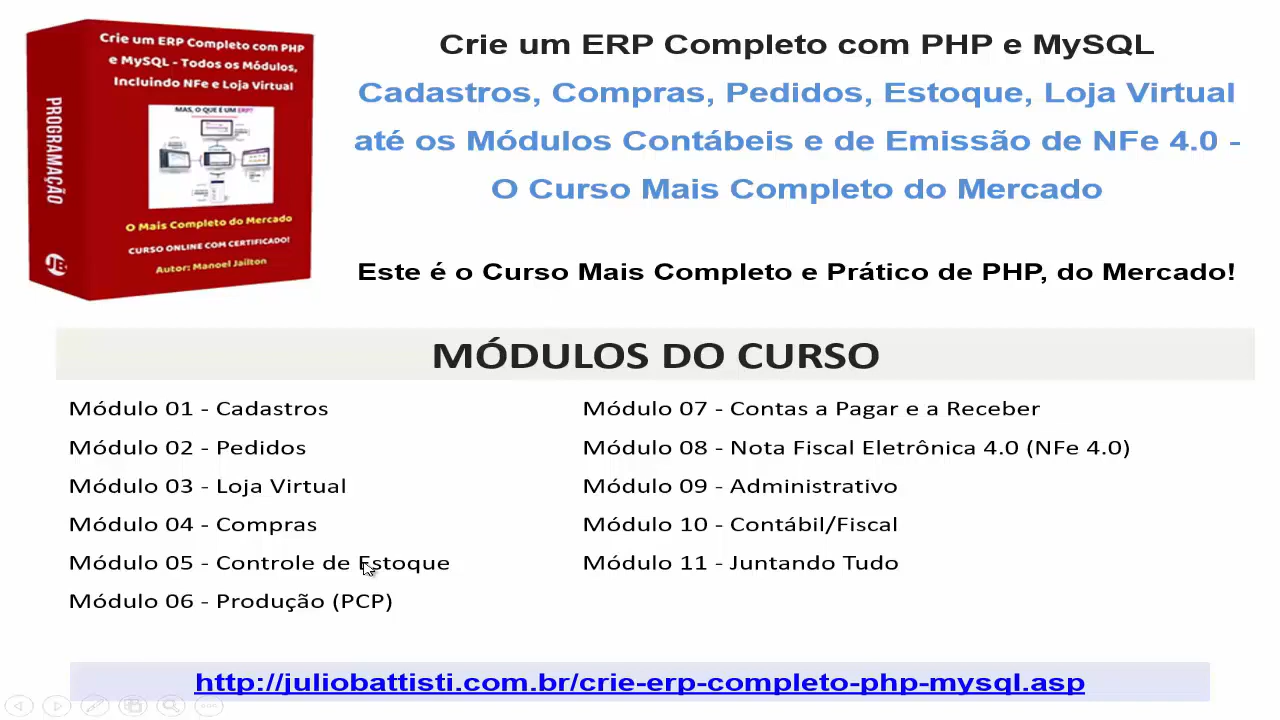 Crie um ERP Completo com PHP
e MySQL - Todos os Módulos,
Incluindo NFe e Loja Virtual
PROGRAMAÇÃO
MAS, O QUE É UM ERP?
O Mais Completo do Mercado
CURSO ONLINE COM CERTIFICADO!
Autor: Manoel Jailton
JB
Crie um ERP Completo com PHP e MySQL
Cadastros, Compras, Pedidos, Estoque, Loja Virtual
até os Módulos Contábeis e de Emissão de NFe 4.0 -
O Curso Mais Completo do Mercado
Este é o Curso Mais Completo e Prático de PHP, do Mercado!
MÓDULOS DO CURSO
Módulo 01 - Cadastros
Módulo 02 - Pedidos
Módulo 03 - Loja Virtual
Módulo 04 - Compras
Módulo 05 - Controle de Estoque
Módulo 06 - Produção (PCP)
Módulo 07 - Contas a Pagar e a Receber
Módulo 08 - Nota Fiscal Eletrônica 4.0 (NFe 4.0)
Módulo 09 - Administrativo
Módulo 10 - Contábil/Fiscal
Módulo 11 - Juntando Tudo
http://juliobattisti.com.br/crie-erp-completo-php-mysql.asp